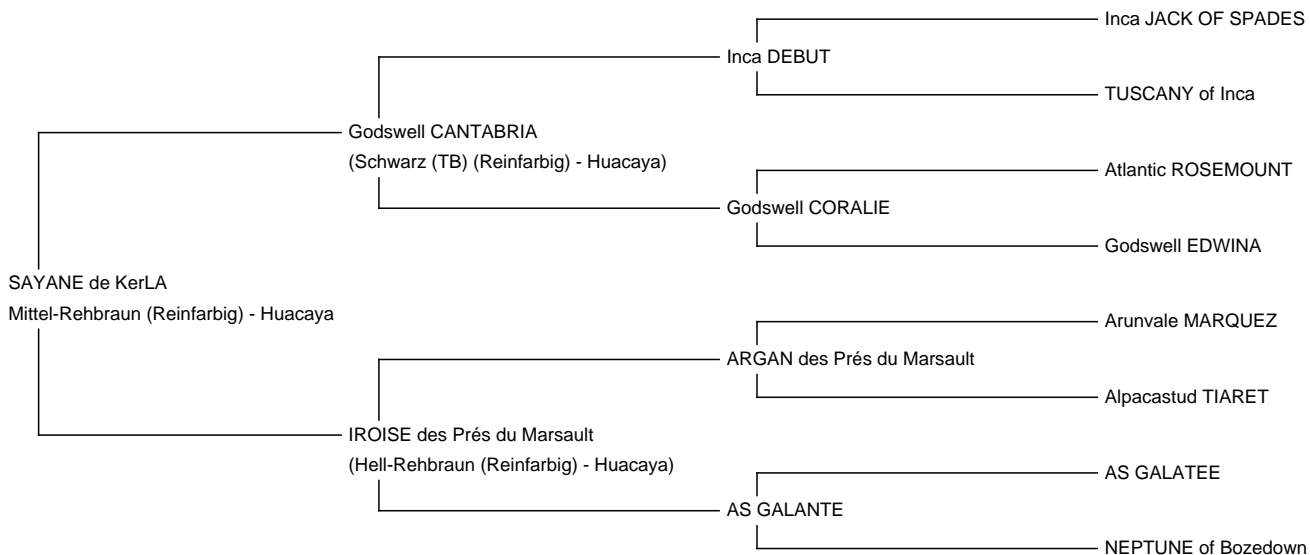 Inca JACK OF SPADES
Inca DEBUT
TUSCANY of Inca
Godswell CANTABRIA
(Schwarz (TB) (Reinfarbig) - Huacaya)
Atlantic ROSEMOUNT
Godswell CORALIE
Godswell EDWINA
SAYANE de KerLA
Mittel-Rehbraun (Reinfarbig) - Huacaya
Arunvale MARQUEZ
ARGAN des Prés du Marsault
Alpacastud TIARET
IROISE des Prés du Marsault
(Hell-Rehbraun (Reinfarbig) - Huacaya)
AS GALATEE
AS GALANTE
NEPTUNE of Bozedown